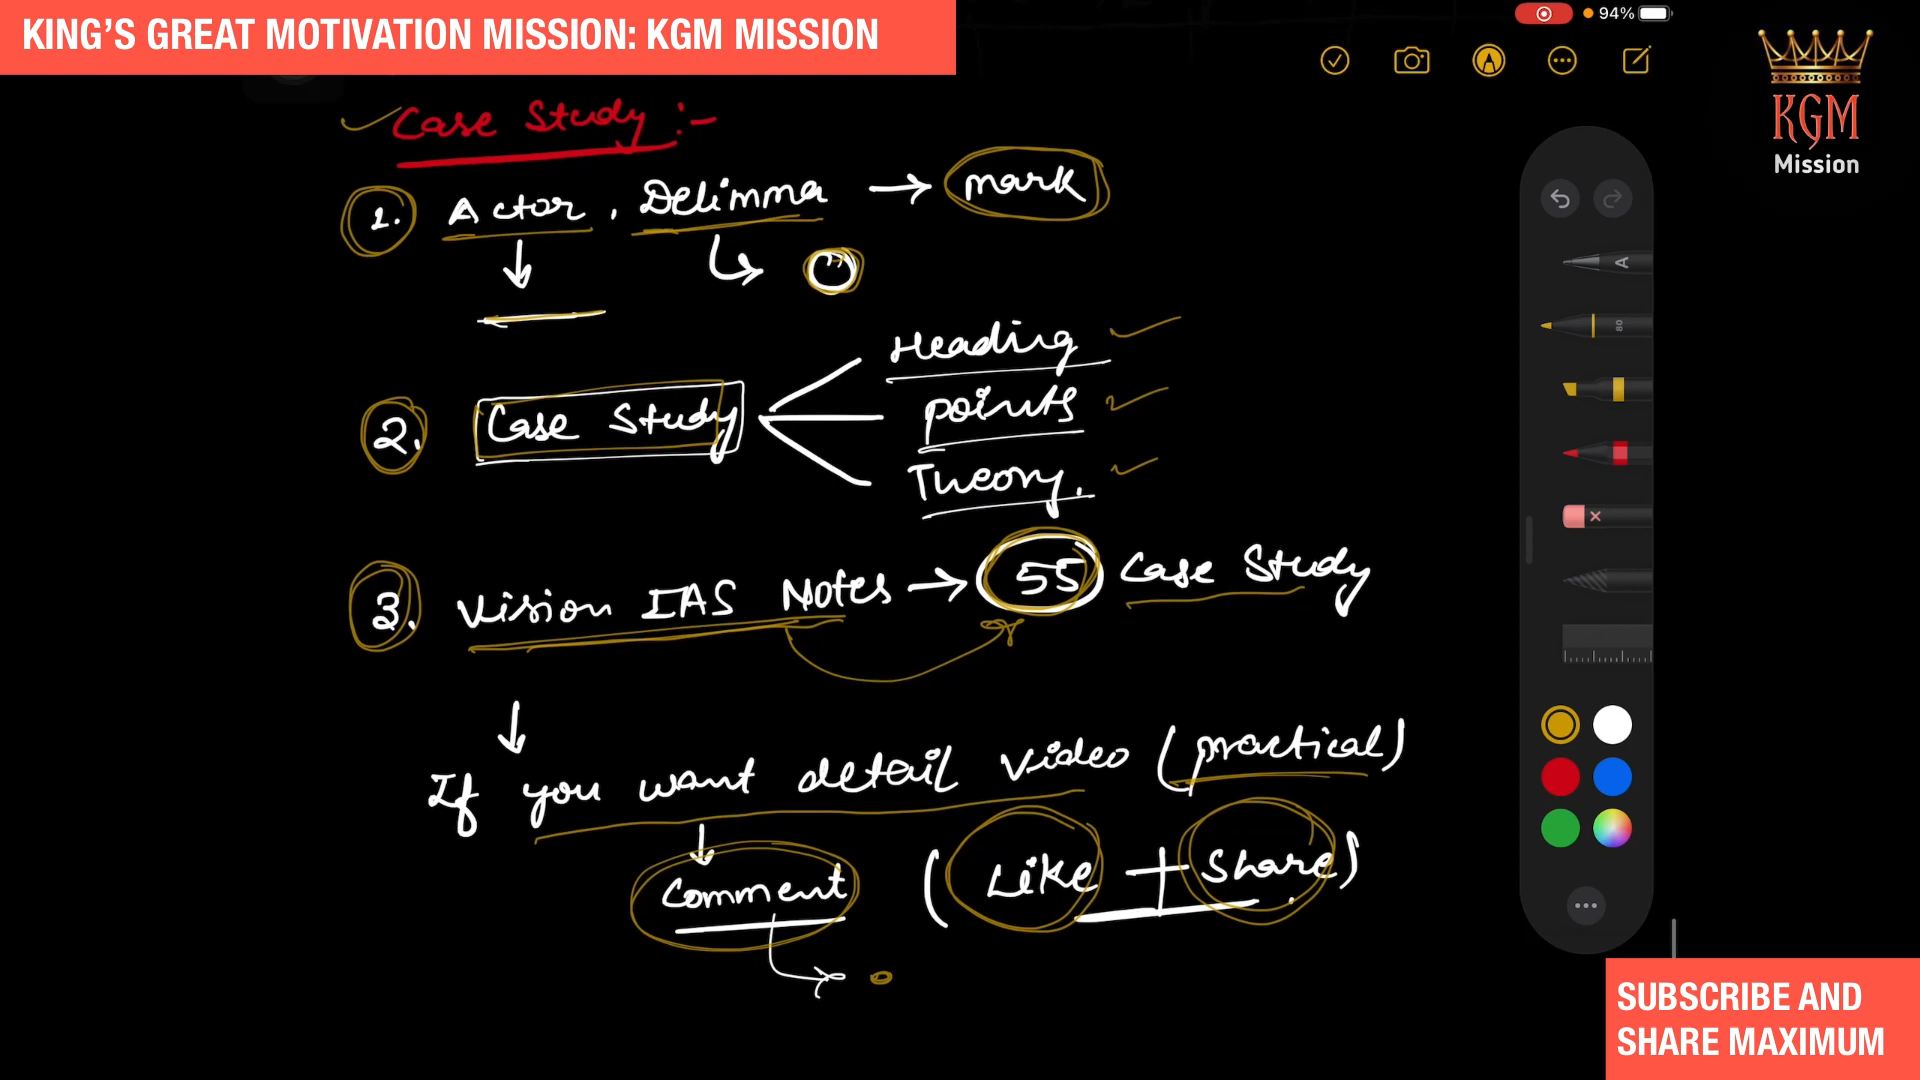 KING'S GREAT MOTIVATION MISSION: KGM MISSION
94%
KGM
Mission
Case Study :-
1. Actor, Delimma → mark
2. Case Study
Heading
points
Theory.
3. Vision IAS Notes → 55 Case Study
If you want detail video (practical)
Comment (Like + Share)
A
80
SUBSCRIBE AND
SHARE MAXIMUM